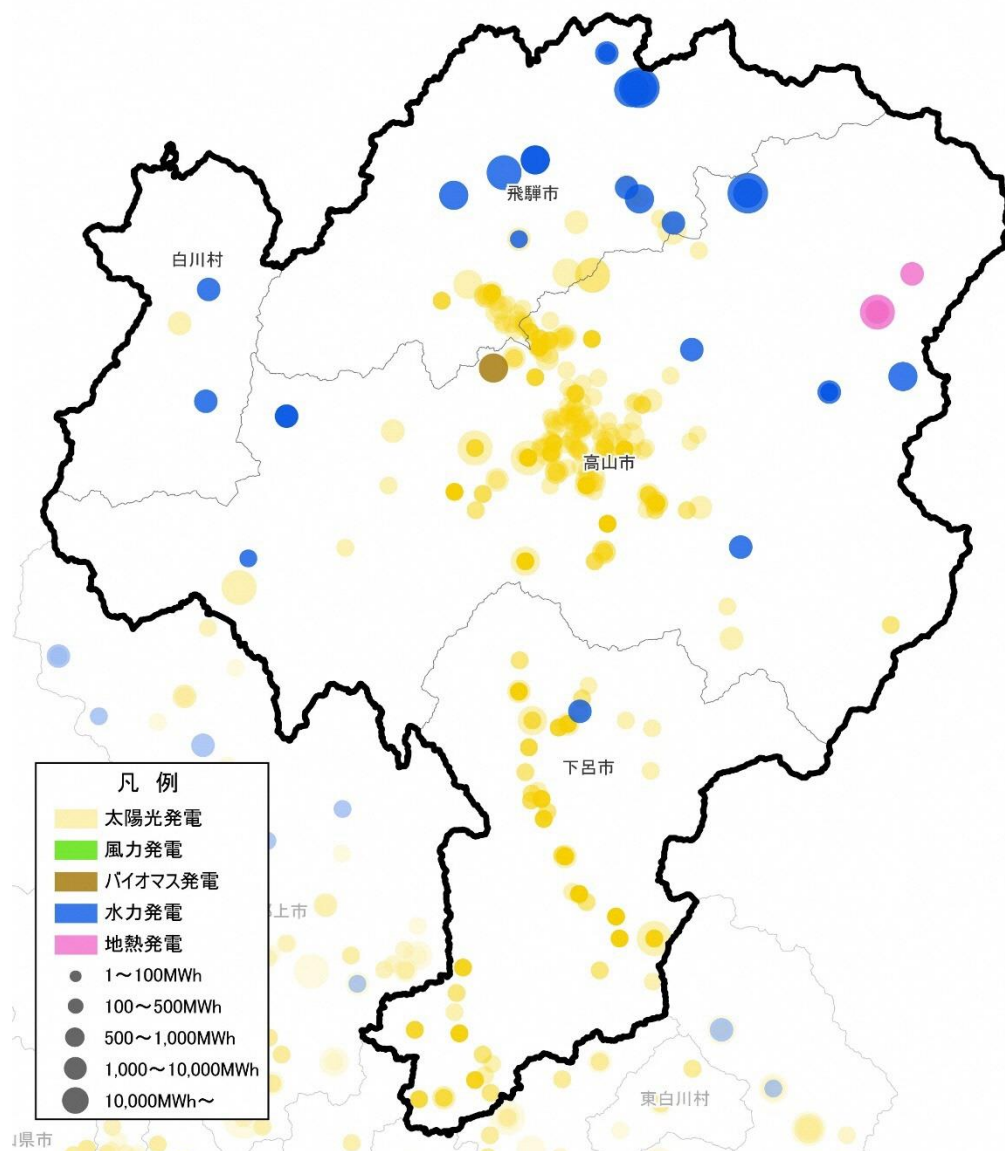 飛騨市
白川村
高山市
下呂市
凡 例
太陽光発電
風力発電
バイオマス発電
水力発電
地熱発電
1～100MWh
100～500MWh
500～1,000MWh
1,000～10,000MWh
10,000MWh～
上市
東白川村
県市